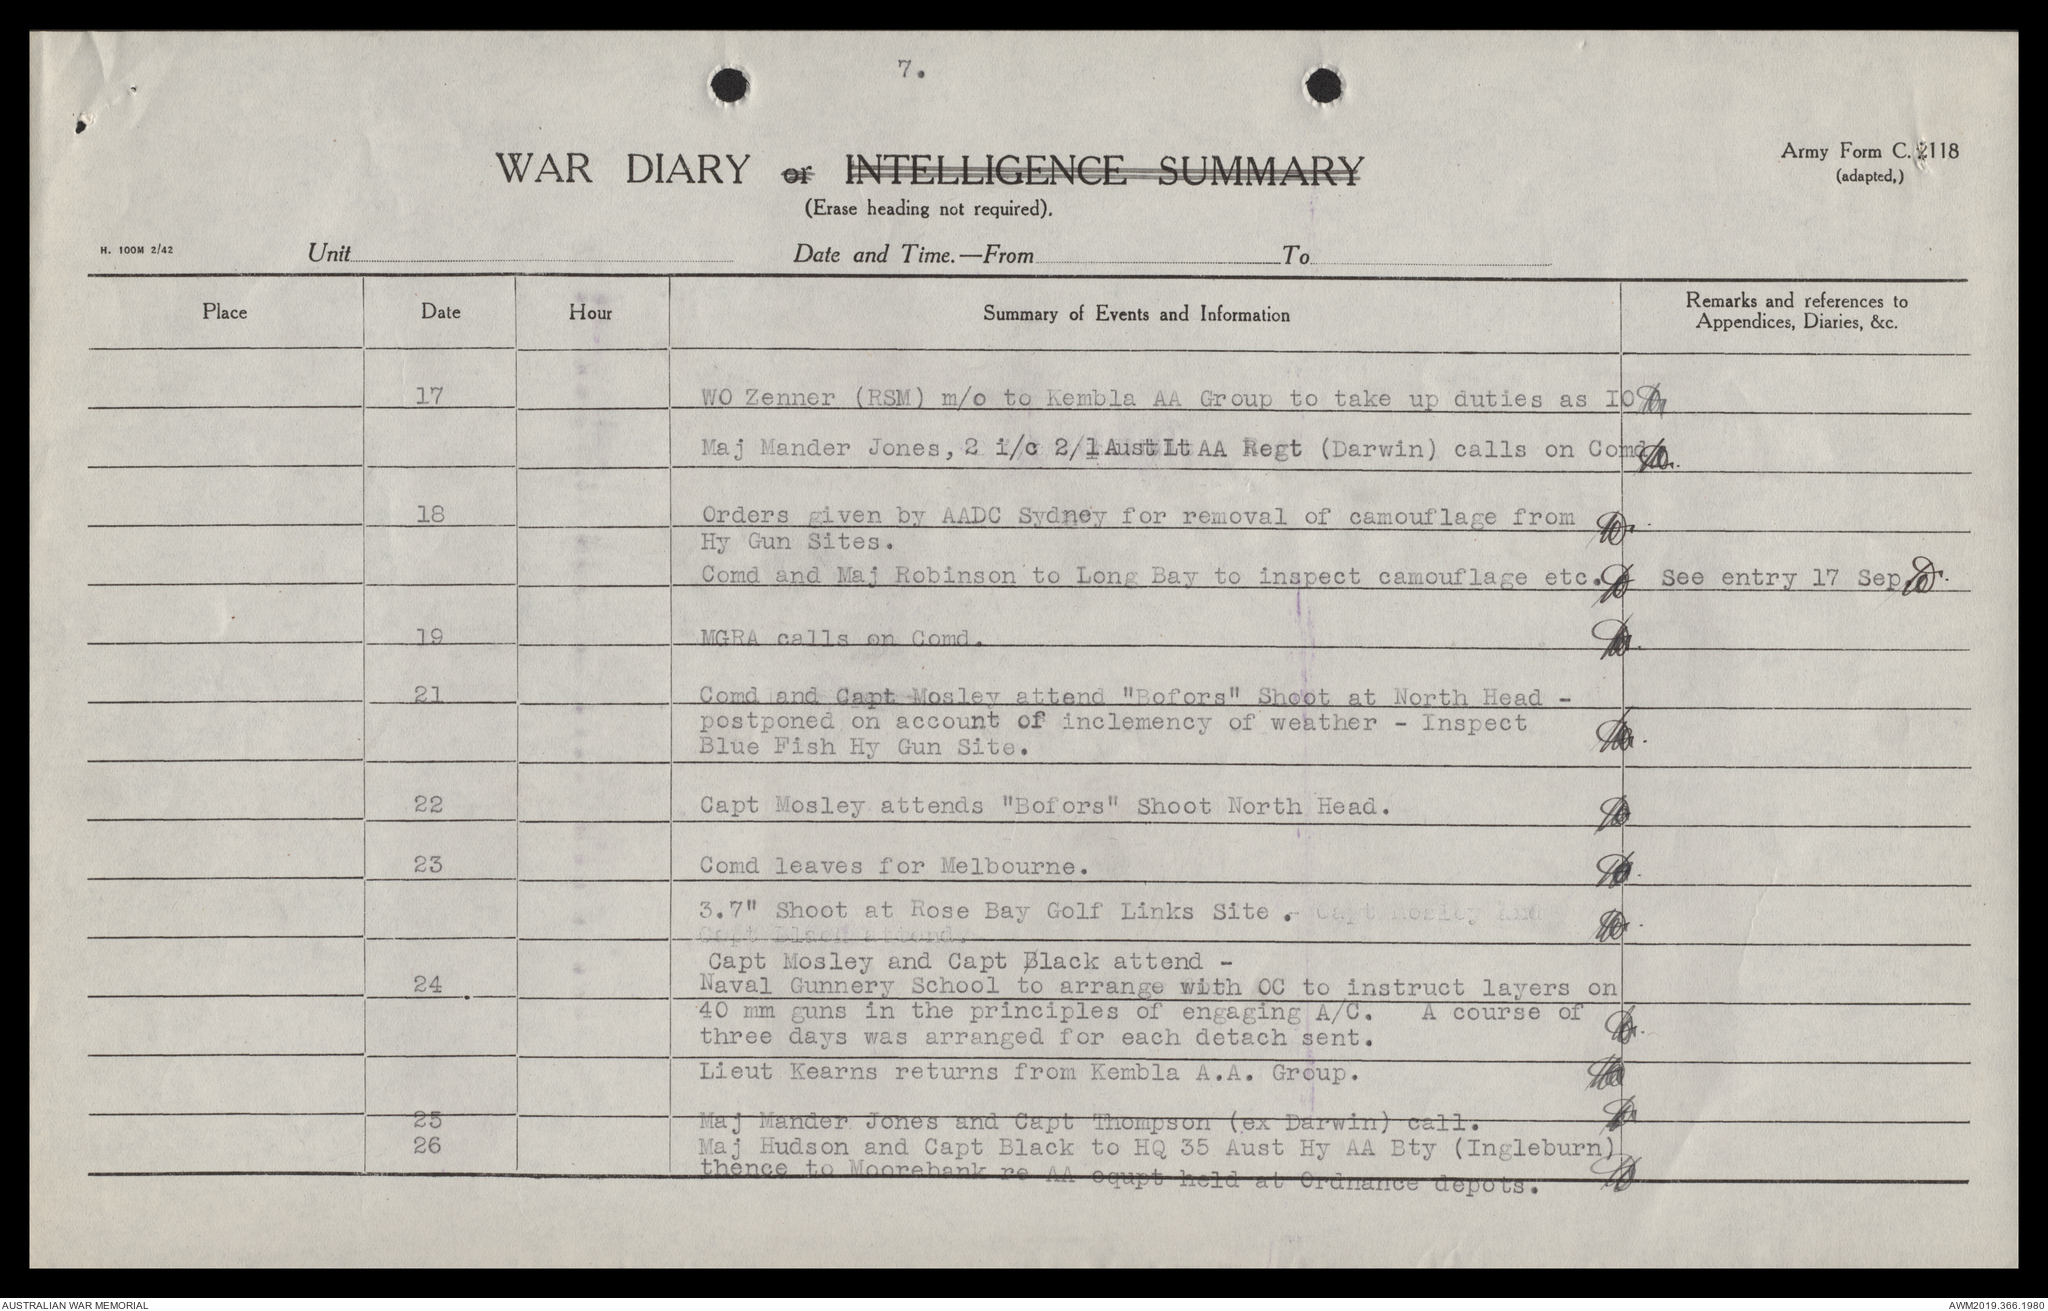 7.
WAR DIARY or INTELLIGENCE SUMMARY
(Erase heading not required).
Army Form C. 2118
(adapted,)
H. 100M 2/42
Unit
Date and Time.—From To
Place Date Hour Summary of Events and Information Remarks and references to
Appendices, Diaries, &c.
17 WO Zenner (RSM) m/o to Kembla AA Group to take up duties as IO
Maj Mander Jones, 2 i/c 2/1 Aust Lt AA Regt (Darwin) calls on Comd
18 Orders given by AADC Sydney for removal of camouflage from
Hy Gun Sites.
Comd and Maj Robinson to Long Bay to inspect camouflage etc. See entry 17 Sep.
19 MGRA calls on Comd.
21 Comd and Capt Mosley attend "Bofors" Shoot at North Head -
postponed on account of inclemency of weather - Inspect
Blue Fish Hy Gun Site.
22 Capt Mosley attends "Bofors" Shoot North Head.
23 Comd leaves for Melbourne.
3.7" Shoot at Rose Bay Golf Links Site .- Capt Mosley and
Capt Black attend.
Capt Mosley and Capt Black attend -
24 Naval Gunnery School to arrange with OC to instruct layers on
40 mm guns in the principles of engaging A/C. A course of
three days was arranged for each detach sent.
Lieut Kearns returns from Kembla A.A. Group.
25 Maj Mander Jones and Capt Thompson (ex Darwin) call.
26 Maj Hudson and Capt Black to HQ 35 Aust Hy AA Bty (Ingleburn)
thence to Moorebank re AA equpt held at Ordnance depots.
AUSTRALIAN WAR MEMORIAL
AWM2019.366.1980